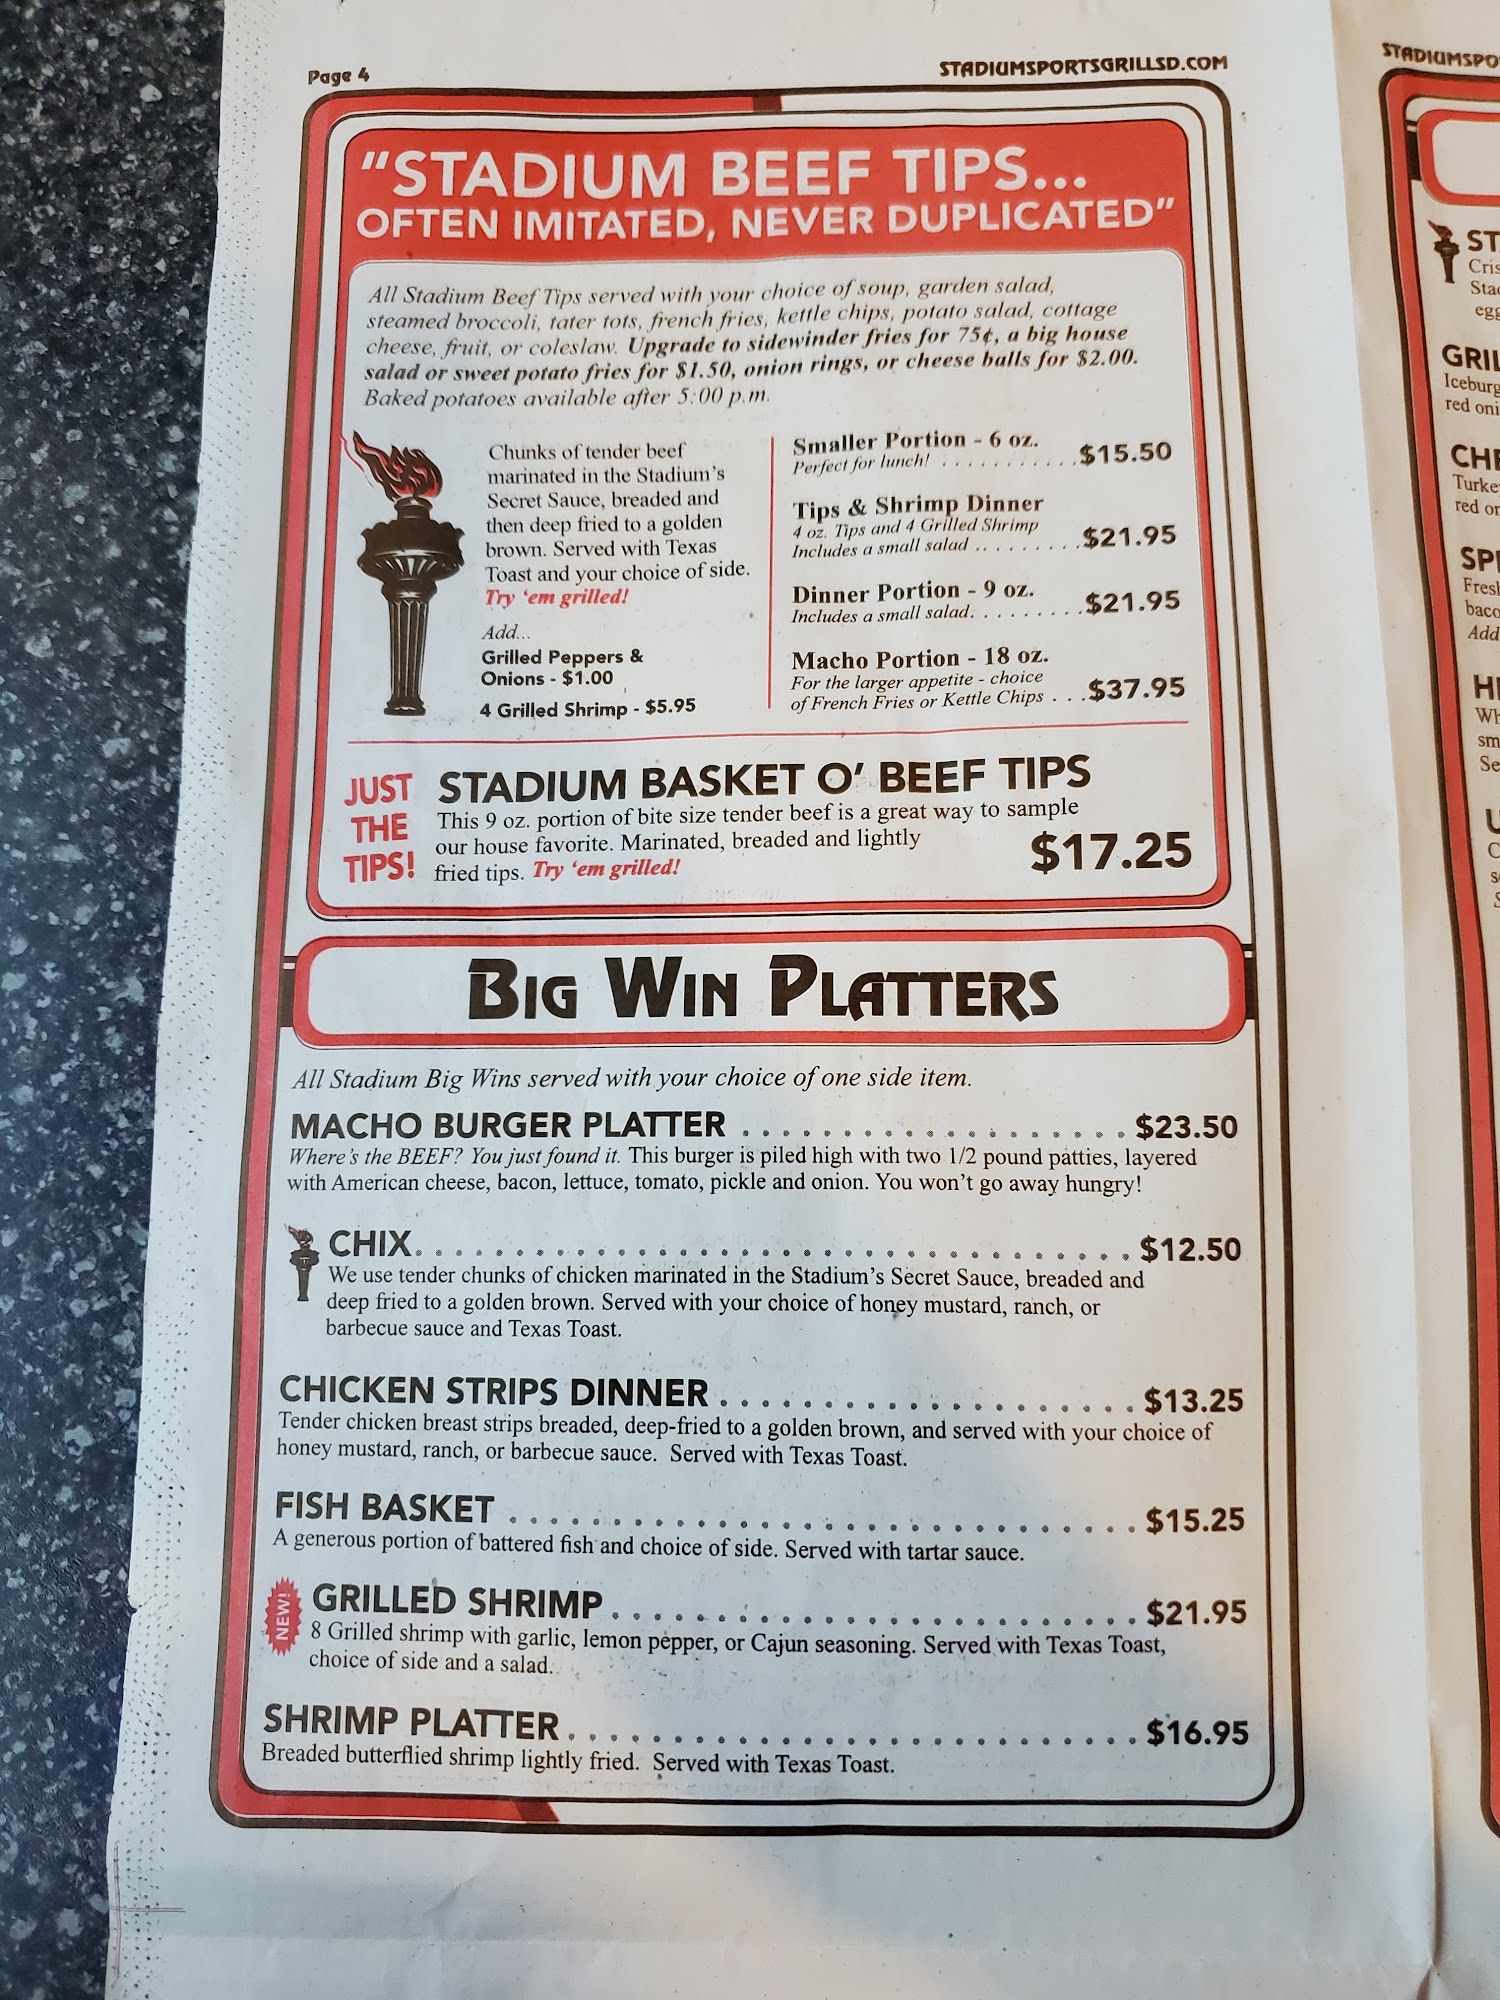 Page 4
STADIUMSPORTSGRILLSD.COM
"STADIUM BEEF TIPS...
OFTEN IMITATED, NEVER DUPLICATED"
All Stadium Beef Tips served with your choice of soup, garden salad,
steamed broccoli, tater tots, french fries, kettle chips, potato salad, cottage
cheese, fruit, or coleslaw. Upgrade to sidewinder fries for 75¢, a big house
salad or sweet potato fries for $1.50, onion rings, or cheese balls for $2.00.
Baked potatoes available after 5:00 p.m.
Chunks of tender beef
marinated in the Stadium's
Secret Sauce, breaded and
then deep fried to a golden
brown. Served with Texas
Toast and your choice of side.
Try 'em grilled!
Add...
Grilled Peppers &
Onions - $1.00
4 Grilled Shrimp - $5.95
Smaller Portion - 6 oz.
Perfect for lunch! . . . . . . . . . . . $15.50
Tips & Shrimp Dinner
4 oz. Tips and 4 Grilled Shrimp
Includes a small salad . . . . . . . . . $21.95
Dinner Portion - 9 oz.
Includes a small salad. . . . . . . . . $21.95
Macho Portion - 18 oz.
For the larger appetite - choice
of French Fries or Kettle Chips . . . $37.95
JUST
THE
TIPS!
STADIUM BASKET O' BEEF TIPS
This 9 oz. portion of bite size tender beef is a great way to sample
our house favorite. Marinated, breaded and lightly
fried tips. Try 'em grilled!
$17.25
BIG WIN PLATTERS
All Stadium Big Wins served with your choice of one side item.
MACHO BURGER PLATTER . . . . . . . . . . . . . . . . . . $23.50
Where's the BEEF? You just found it. This burger is piled high with two 1/2 pound patties, layered
with American cheese, bacon, lettuce, tomato, pickle and onion. You won't go away hungry!
CHIX. . . . . . . . . . . . . . . . . . . . . . . . . . . . . . . . $12.50
We use tender chunks of chicken marinated in the Stadium's Secret Sauce, breaded and
deep fried to a golden brown. Served with your choice of honey mustard, ranch, or
barbecue sauce and Texas Toast.
CHICKEN STRIPS DINNER . . . . . . . . . . . . . . . . . . . $13.25
Tender chicken breast strips breaded, deep-fried to a golden brown, and served with your choice of
honey mustard, ranch, or barbecue sauce. Served with Texas Toast.
FISH BASKET . . . . . . . . . . . . . . . . . . . . . . . . . . . . $15.25
A generous portion of battered fish and choice of side. Served with tartar sauce.
NEW!
GRILLED SHRIMP . . . . . . . . . . . . . . . . . . . . . . . . $21.95
8 Grilled shrimp with garlic, lemon pepper, or Cajun seasoning. Served with Texas Toast,
choice of side and a salad.
SHRIMP PLATTER . . . . . . . . . . . . . . . . . . . . . . . . . $16.95
Breaded butterflied shrimp lightly fried. Served with Texas Toast.